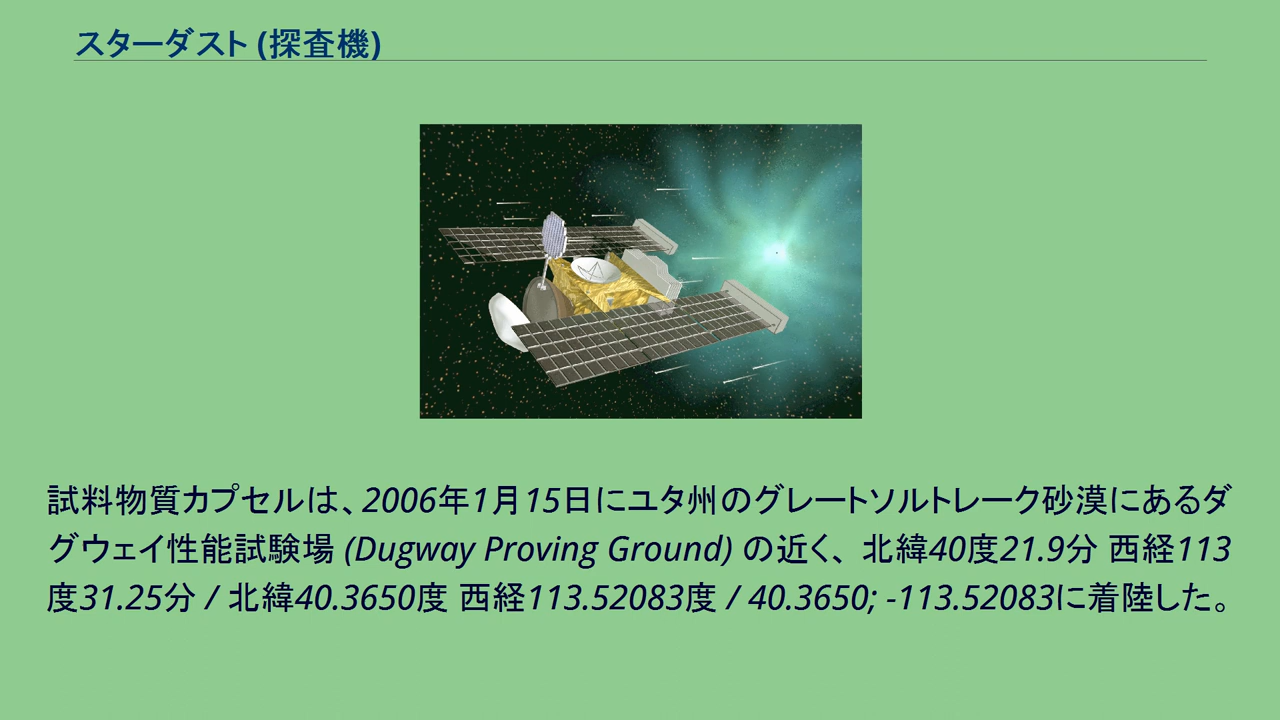 スターダスト (探査機)
試料物質カプセルは、2006年1月15日にユタ州のグレートソルトレーク砂漠にあるダ
グウェイ性能試験場 (Dugway Proving Ground) の近く、 北緯40度21.9分 西経113
度31.25分 / 北緯40.3650度 西経113.52083度 / 40.3650; -113.52083に着陸した。